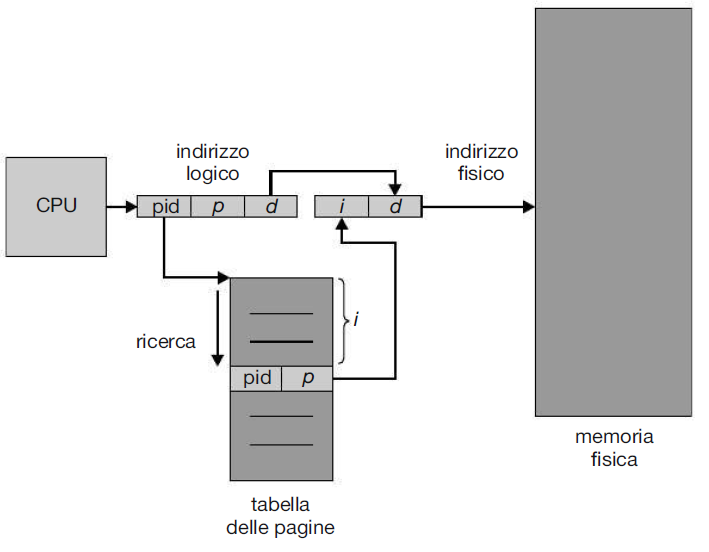 indirizzo
logico
indirizzo
fisico
CPU
pid p d
i d
ricerca
i
pid p
tabella
delle pagine
memoria
fisica